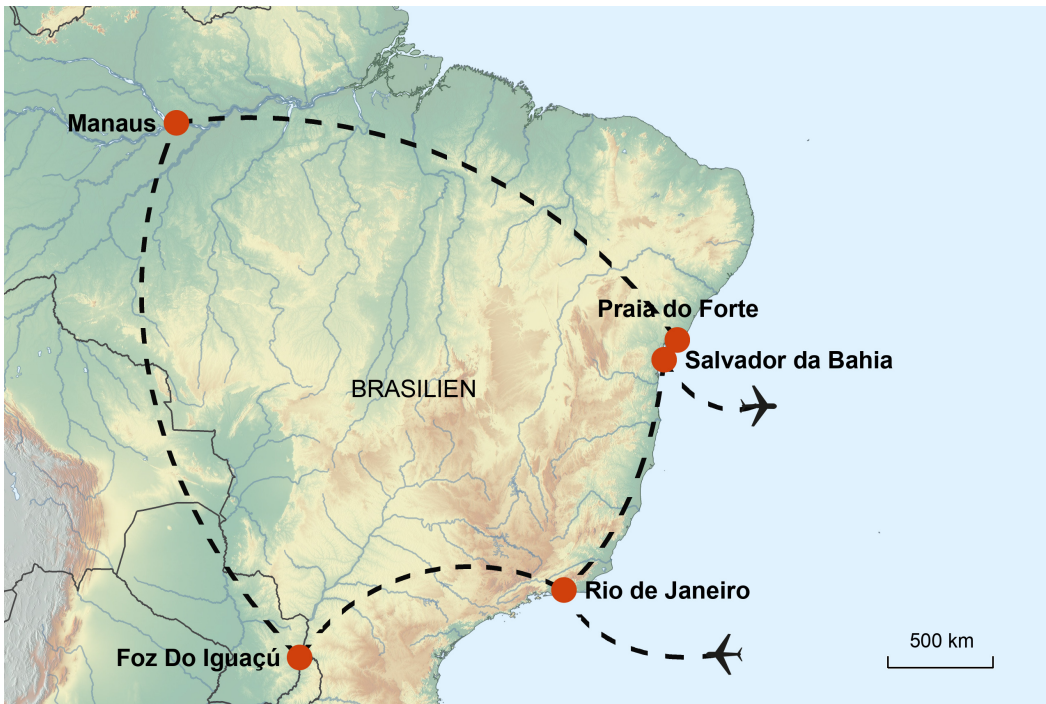 Manaus
Praia do Forte
Salvador da Bahia
BRASILIEN
Rio de Janeiro
500 km
Foz Do Iguaçú